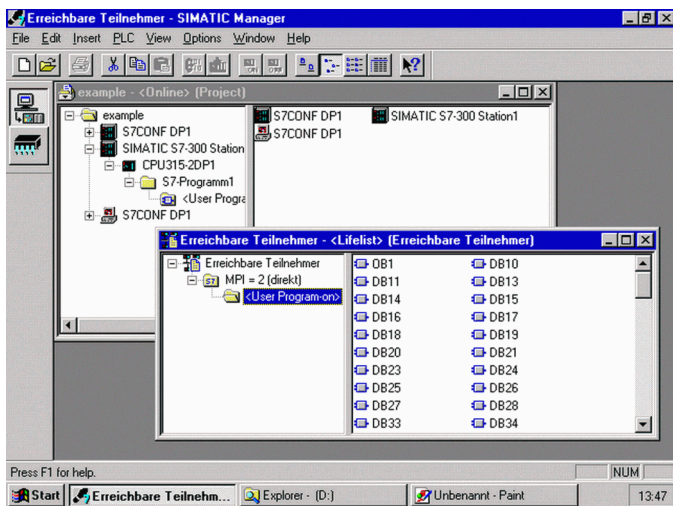 Erreichbare Teilnehmer - SIMATIC Manager
File Edit Insert PLC View Options Window Help
example - <Online> (Project)
example
S7CONF DP1
SIMATIC S7-300 Station
CPU315-2DP1
S7-Programm1
<User Progra
S7CONF DP1
S7CONF DP1 SIMATIC S7-300 Station1
S7CONF DP1
Erreichbare Teilnehmer - <Lifelist> (Erreichbare Teilnehmer)
Erreichbare Teilnehmer
MPI = 2 (direkt)
<User Program-on>
OB1 DB10
DB11 DB13
DB14 DB15
DB16 DB17
DB18 DB19
DB20 DB21
DB23 DB24
DB25 DB26
DB27 DB28
DB33 DB34
Press F1 for help. NUM
Start Erreichbare Teilnehm... Explorer - (D:) Unbenannt - Paint 13:47